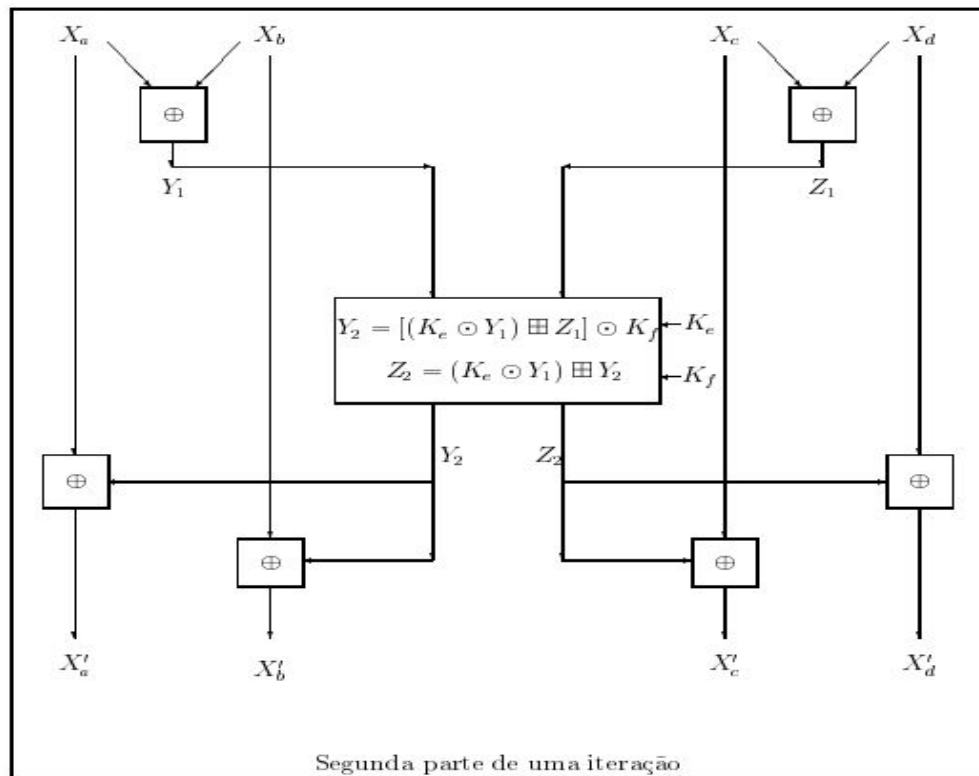 X_a X_b X_c X_d
⊕ ⊕
Y_1 Z_1
Y_2 = [(K_e ⊙ Y_1) ⊞ Z_1] ⊙ K_f K_e
Z_2 = (K_e ⊙ Y_1) ⊞ Y_2
K_f
Y_2 Z_2
⊕ ⊕
⊕ ⊕
X'_a X'_b X'_c X'_d
Segunda parte de uma iteração